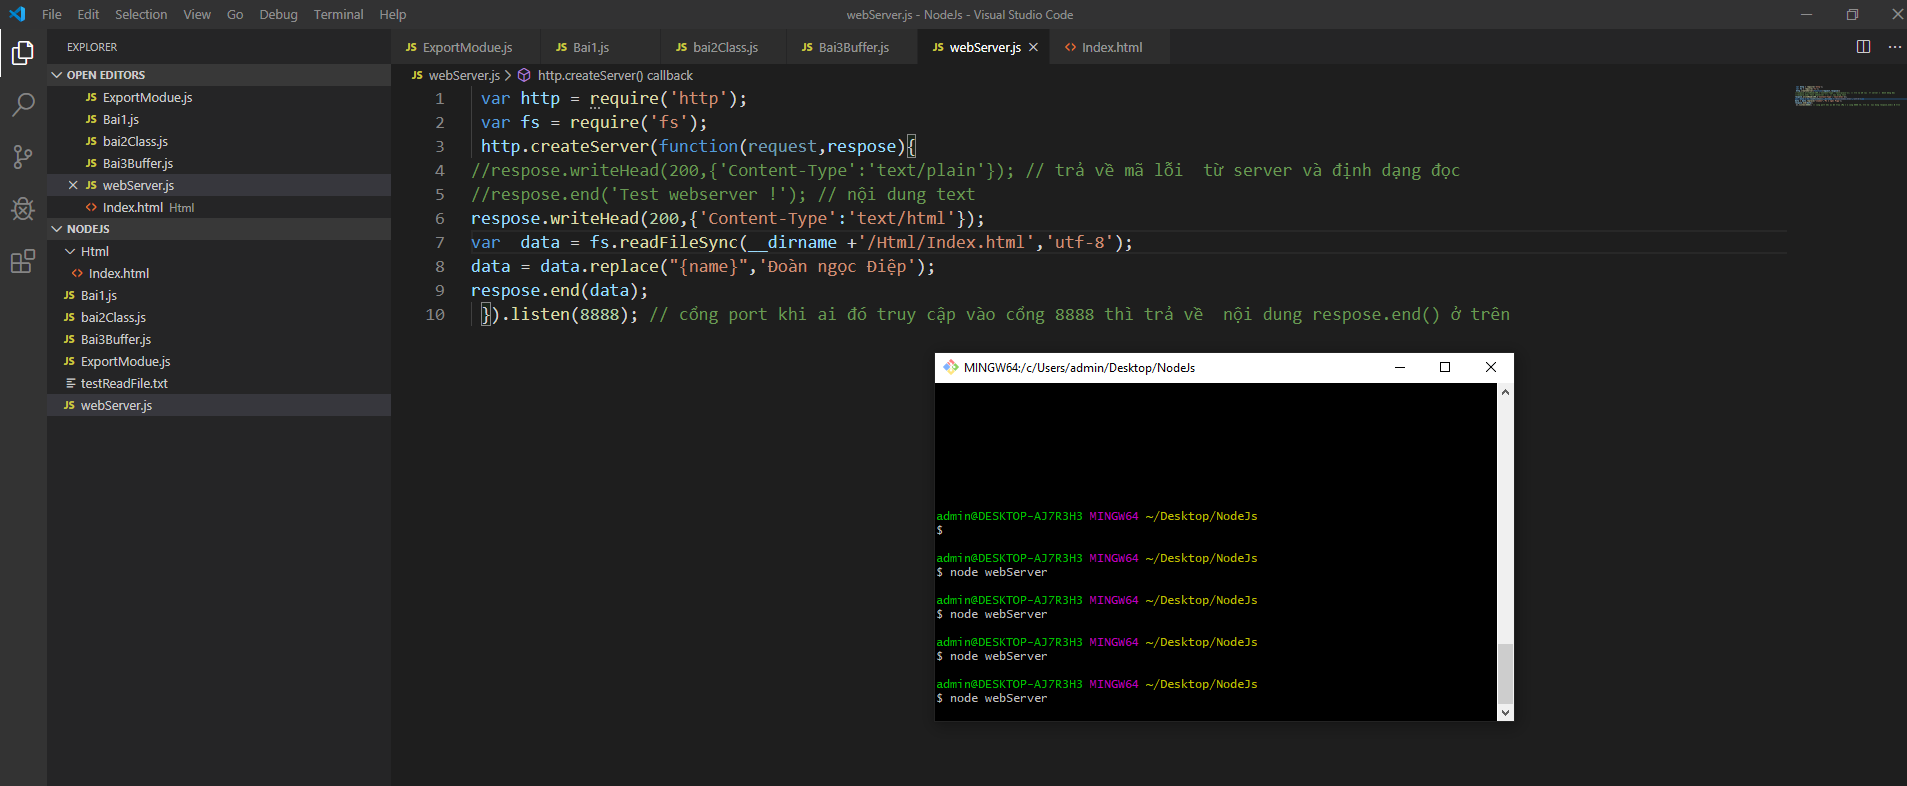 File Edit Selection View Go Debug Terminal Help
webServer.js - NodeJs - Visual Studio Code
EXPLORER
OPEN EDITORS
JS ExportModue.js
JS Bai1.js
JS bai2Class.js
JS Bai3Buffer.js
JS webServer.js
Index.html Html
NODEJS
Html
Index.html
JS Bai1.js
JS bai2Class.js
JS Bai3Buffer.js
JS ExportModue.js
testReadFile.txt
JS webServer.js
JS ExportModue.js JS Bai1.js JS bai2Class.js JS Bai3Buffer.js JS webServer.js Index.html
JS webServer.js > http.createServer() callback
1 var http = require('http');
2 var fs = require('fs');
3 http.createServer(function(request,respose){
4 //respose.writeHead(200,{'Content-Type':'text/plain'}); // trả về mã lỗi  từ server và định dạng đọc
5 //respose.end('Test webserver !'); // nội dung text
6 respose.writeHead(200,{'Content-Type':'text/html'});
7 var  data = fs.readFileSync(__dirname +'/Html/Index.html','utf-8');
8 data = data.replace("{name}",'Đoàn ngọc Điệp');
9 respose.end(data);
10 }).listen(8888); // cổng port khi ai đó truy cập vào cổng 8888 thì trả về  nội dung respose.end() ở trên
MINGW64:/c/Users/admin/Desktop/NodeJs
admin@DESKTOP-AJ7R3H3 MINGW64 ~/Desktop/NodeJs
$
admin@DESKTOP-AJ7R3H3 MINGW64 ~/Desktop/NodeJs
$ node webServer
admin@DESKTOP-AJ7R3H3 MINGW64 ~/Desktop/NodeJs
$ node webServer
admin@DESKTOP-AJ7R3H3 MINGW64 ~/Desktop/NodeJs
$ node webServer
admin@DESKTOP-AJ7R3H3 MINGW64 ~/Desktop/NodeJs
$ node webServer